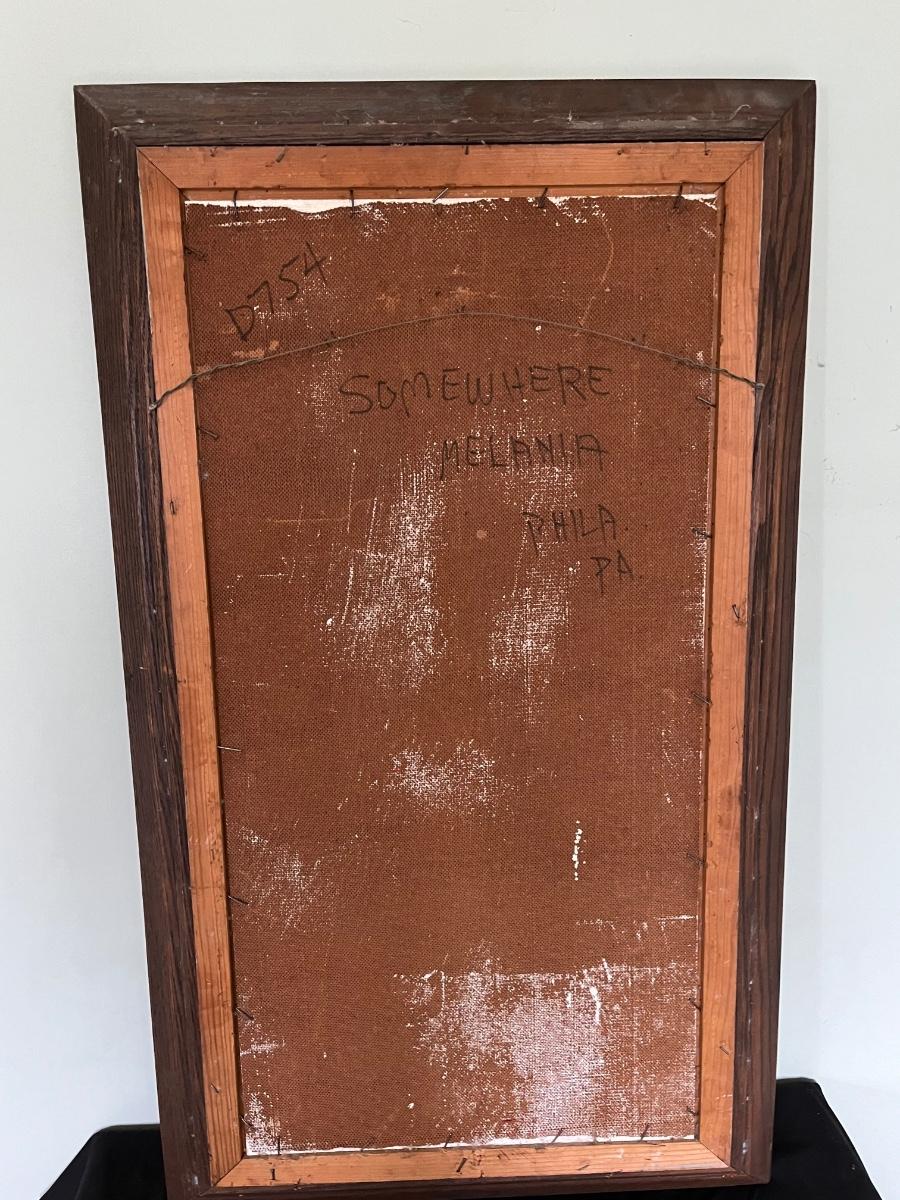 D754
SOMEWHERE
MELANIA
PHILA.
PA.